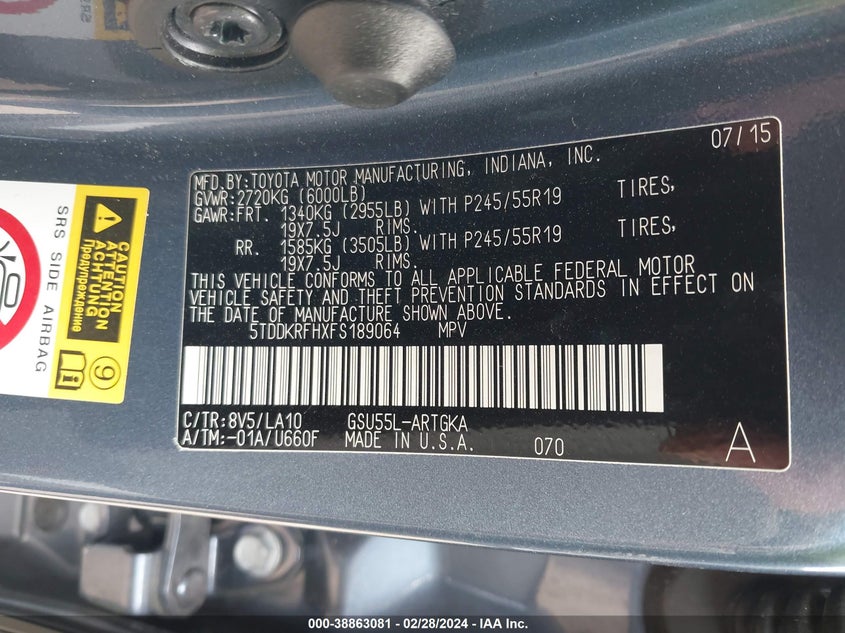 07/15
MFD.BY:TOYOTA MOTOR MANUFACTURING, INDIANA, INC.
GVWR:2720KG (6000LB)
GAWR:FRT. 1340KG (2955LB) WITH P245/55R19 TIRES,
19X7.5J RIMS.
RR. 1585KG (3505LB) WITH P245/55R19 TIRES,
19X7.5J RIMS.
THIS VEHICLE CONFORMS TO ALL APPLICABLE FEDERAL MOTOR
VEHICLE SAFETY AND THEFT PREVENTION STANDARDS IN EFFECT ON
THE DATE OF MANUFACTURE SHOWN ABOVE.
5TDDKRFHXFS189064 MPV
C/TR:8V5/LA10 GSU55L-ARTGKA
A/TM:-01A/U660F MADE IN U.S.A. 070 A
CAUTION
ATTENTION
ACHTUNG
Предупреждение
9
SRS SIDE AIRBAG
000-38863081 - 02/28/2024 - IAA Inc.